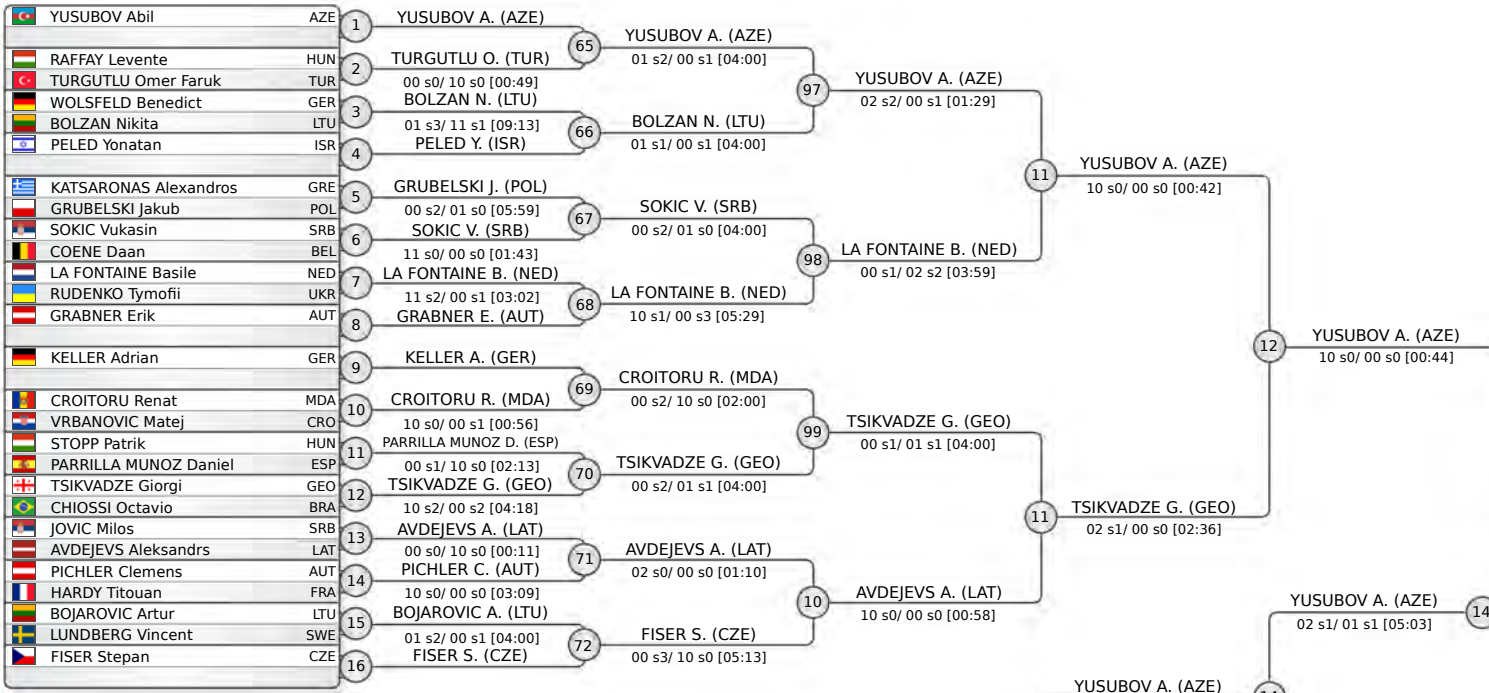 YUSUBOV Abil AZE
RAFFAY Levente HUN
TURGUTLU Omer Faruk TUR
WOLSFELD Benedict GER
BOLZAN Nikita LTU
PELED Yonatan ISR
KATSARONAS Alexandros GRE
GRUBELSKI Jakub POL
SOKIC Vukasin SRB
COENE Daan BEL
LA FONTAINE Basile NED
RUDENKO Tymofii UKR
GRABNER Erik AUT
KELLER Adrian GER
CROITORU Renat MDA
VRBANOVIC Matej CRO
STOPP Patrik HUN
PARRILLA MUNOZ Daniel ESP
TSIKVADZE Giorgi GEO
CHIOSSI Octavio BRA
JOVIC Milos SRB
AVDEJEVS Aleksandrs LAT
PICHLER Clemens AUT
HARDY Titouan FRA
BOJAROVIC Artur LTU
LUNDBERG Vincent SWE
FISER Stepan CZE
1
YUSUBOV A. (AZE)
2
TURGUTLU O. (TUR)
00 s0/ 10 s0 [00:49]
3
BOLZAN N. (LTU)
01 s3/ 11 s1 [09:13]
4
PELED Y. (ISR)
5
GRUBELSKI J. (POL)
00 s2/ 01 s0 [05:59]
6
SOKIC V. (SRB)
11 s0/ 00 s0 [01:43]
7
LA FONTAINE B. (NED)
11 s2/ 00 s1 [03:02]
8
GRABNER E. (AUT)
9
KELLER A. (GER)
10
CROITORU R. (MDA)
10 s0/ 00 s1 [00:56]
11
PARRILLA MUNOZ D. (ESP)
00 s1/ 10 s0 [02:13]
12
TSIKVADZE G. (GEO)
10 s2/ 00 s2 [04:18]
13
AVDEJEVS A. (LAT)
00 s0/ 10 s0 [00:11]
14
PICHLER C. (AUT)
10 s0/ 00 s0 [03:09]
15
BOJAROVIC A. (LTU)
01 s2/ 00 s1 [04:00]
16
FISER S. (CZE)
65
YUSUBOV A. (AZE)
01 s2/ 00 s1 [04:00]
66
BOLZAN N. (LTU)
01 s1/ 00 s1 [04:00]
67
SOKIC V. (SRB)
00 s2/ 01 s0 [04:00]
68
LA FONTAINE B. (NED)
10 s1/ 00 s3 [05:29]
69
CROITORU R. (MDA)
00 s2/ 10 s0 [02:00]
70
TSIKVADZE G. (GEO)
00 s2/ 01 s1 [04:00]
71
AVDEJEVS A. (LAT)
02 s0/ 00 s0 [01:10]
72
FISER S. (CZE)
00 s3/ 10 s0 [05:13]
97
YUSUBOV A. (AZE)
02 s2/ 00 s1 [01:29]
98
LA FONTAINE B. (NED)
00 s1/ 02 s2 [03:59]
99
TSIKVADZE G. (GEO)
00 s1/ 01 s1 [04:00]
10
AVDEJEVS A. (LAT)
10 s0/ 00 s0 [00:58]
11
YUSUBOV A. (AZE)
10 s0/ 00 s0 [00:42]
11
TSIKVADZE G. (GEO)
02 s1/ 00 s0 [02:36]
12
YUSUBOV A. (AZE)
10 s0/ 00 s0 [00:44]
YUSUBOV A. (AZE)
02 s1/ 01 s1 [05:03]
14
YUSUBOV A. (AZE)